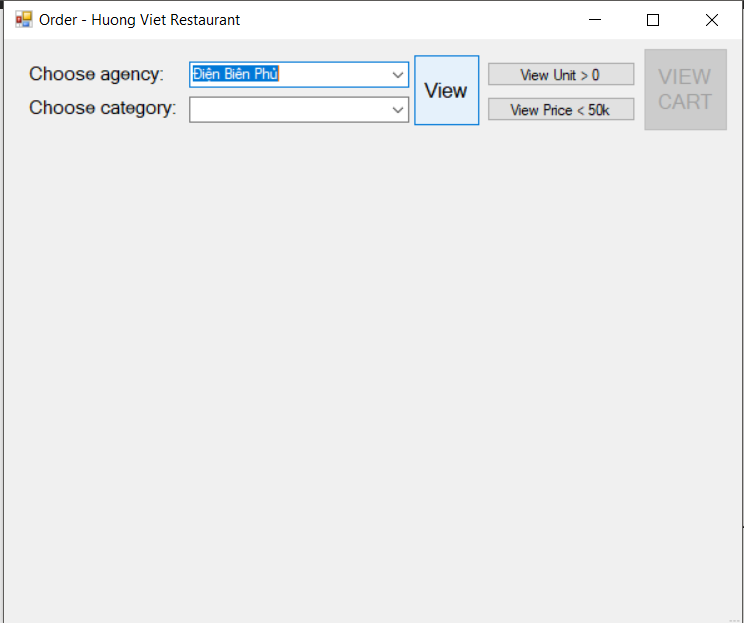 Order - Huong Viet Restaurant
Choose agency:
Điện Biên Phủ
View
View Unit > 0
VIEW CART
Choose category:
View Price < 50k